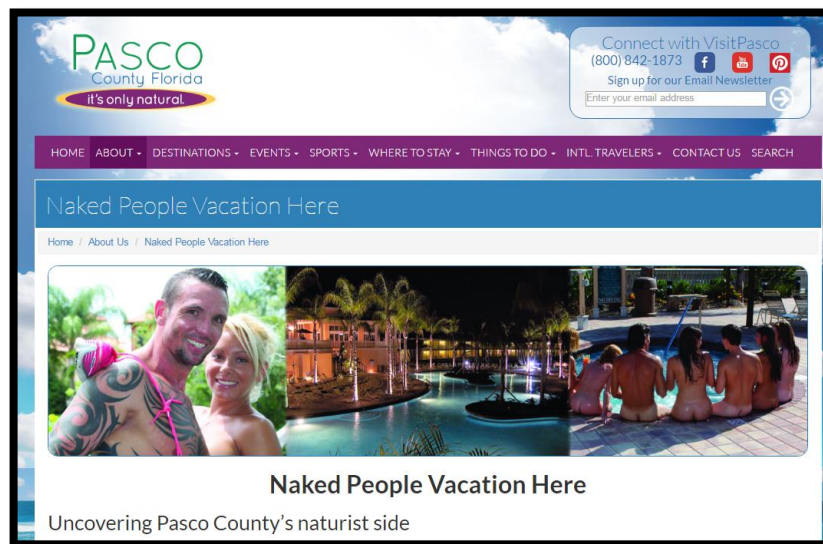 PASCO
County Florida
it's only natural.
Connect with VisitPasco
(800) 842-1873
Sign up for our Email Newsletter
Enter your email address
HOME ABOUT DESTINATIONS EVENTS SPORTS WHERE TO STAY THINGS TO DO INTL. TRAVELERS CONTACT US SEARCH
Naked People Vacation Here
Home / About Us / Naked People Vacation Here
Naked People Vacation Here
Uncovering Pasco County's naturist side